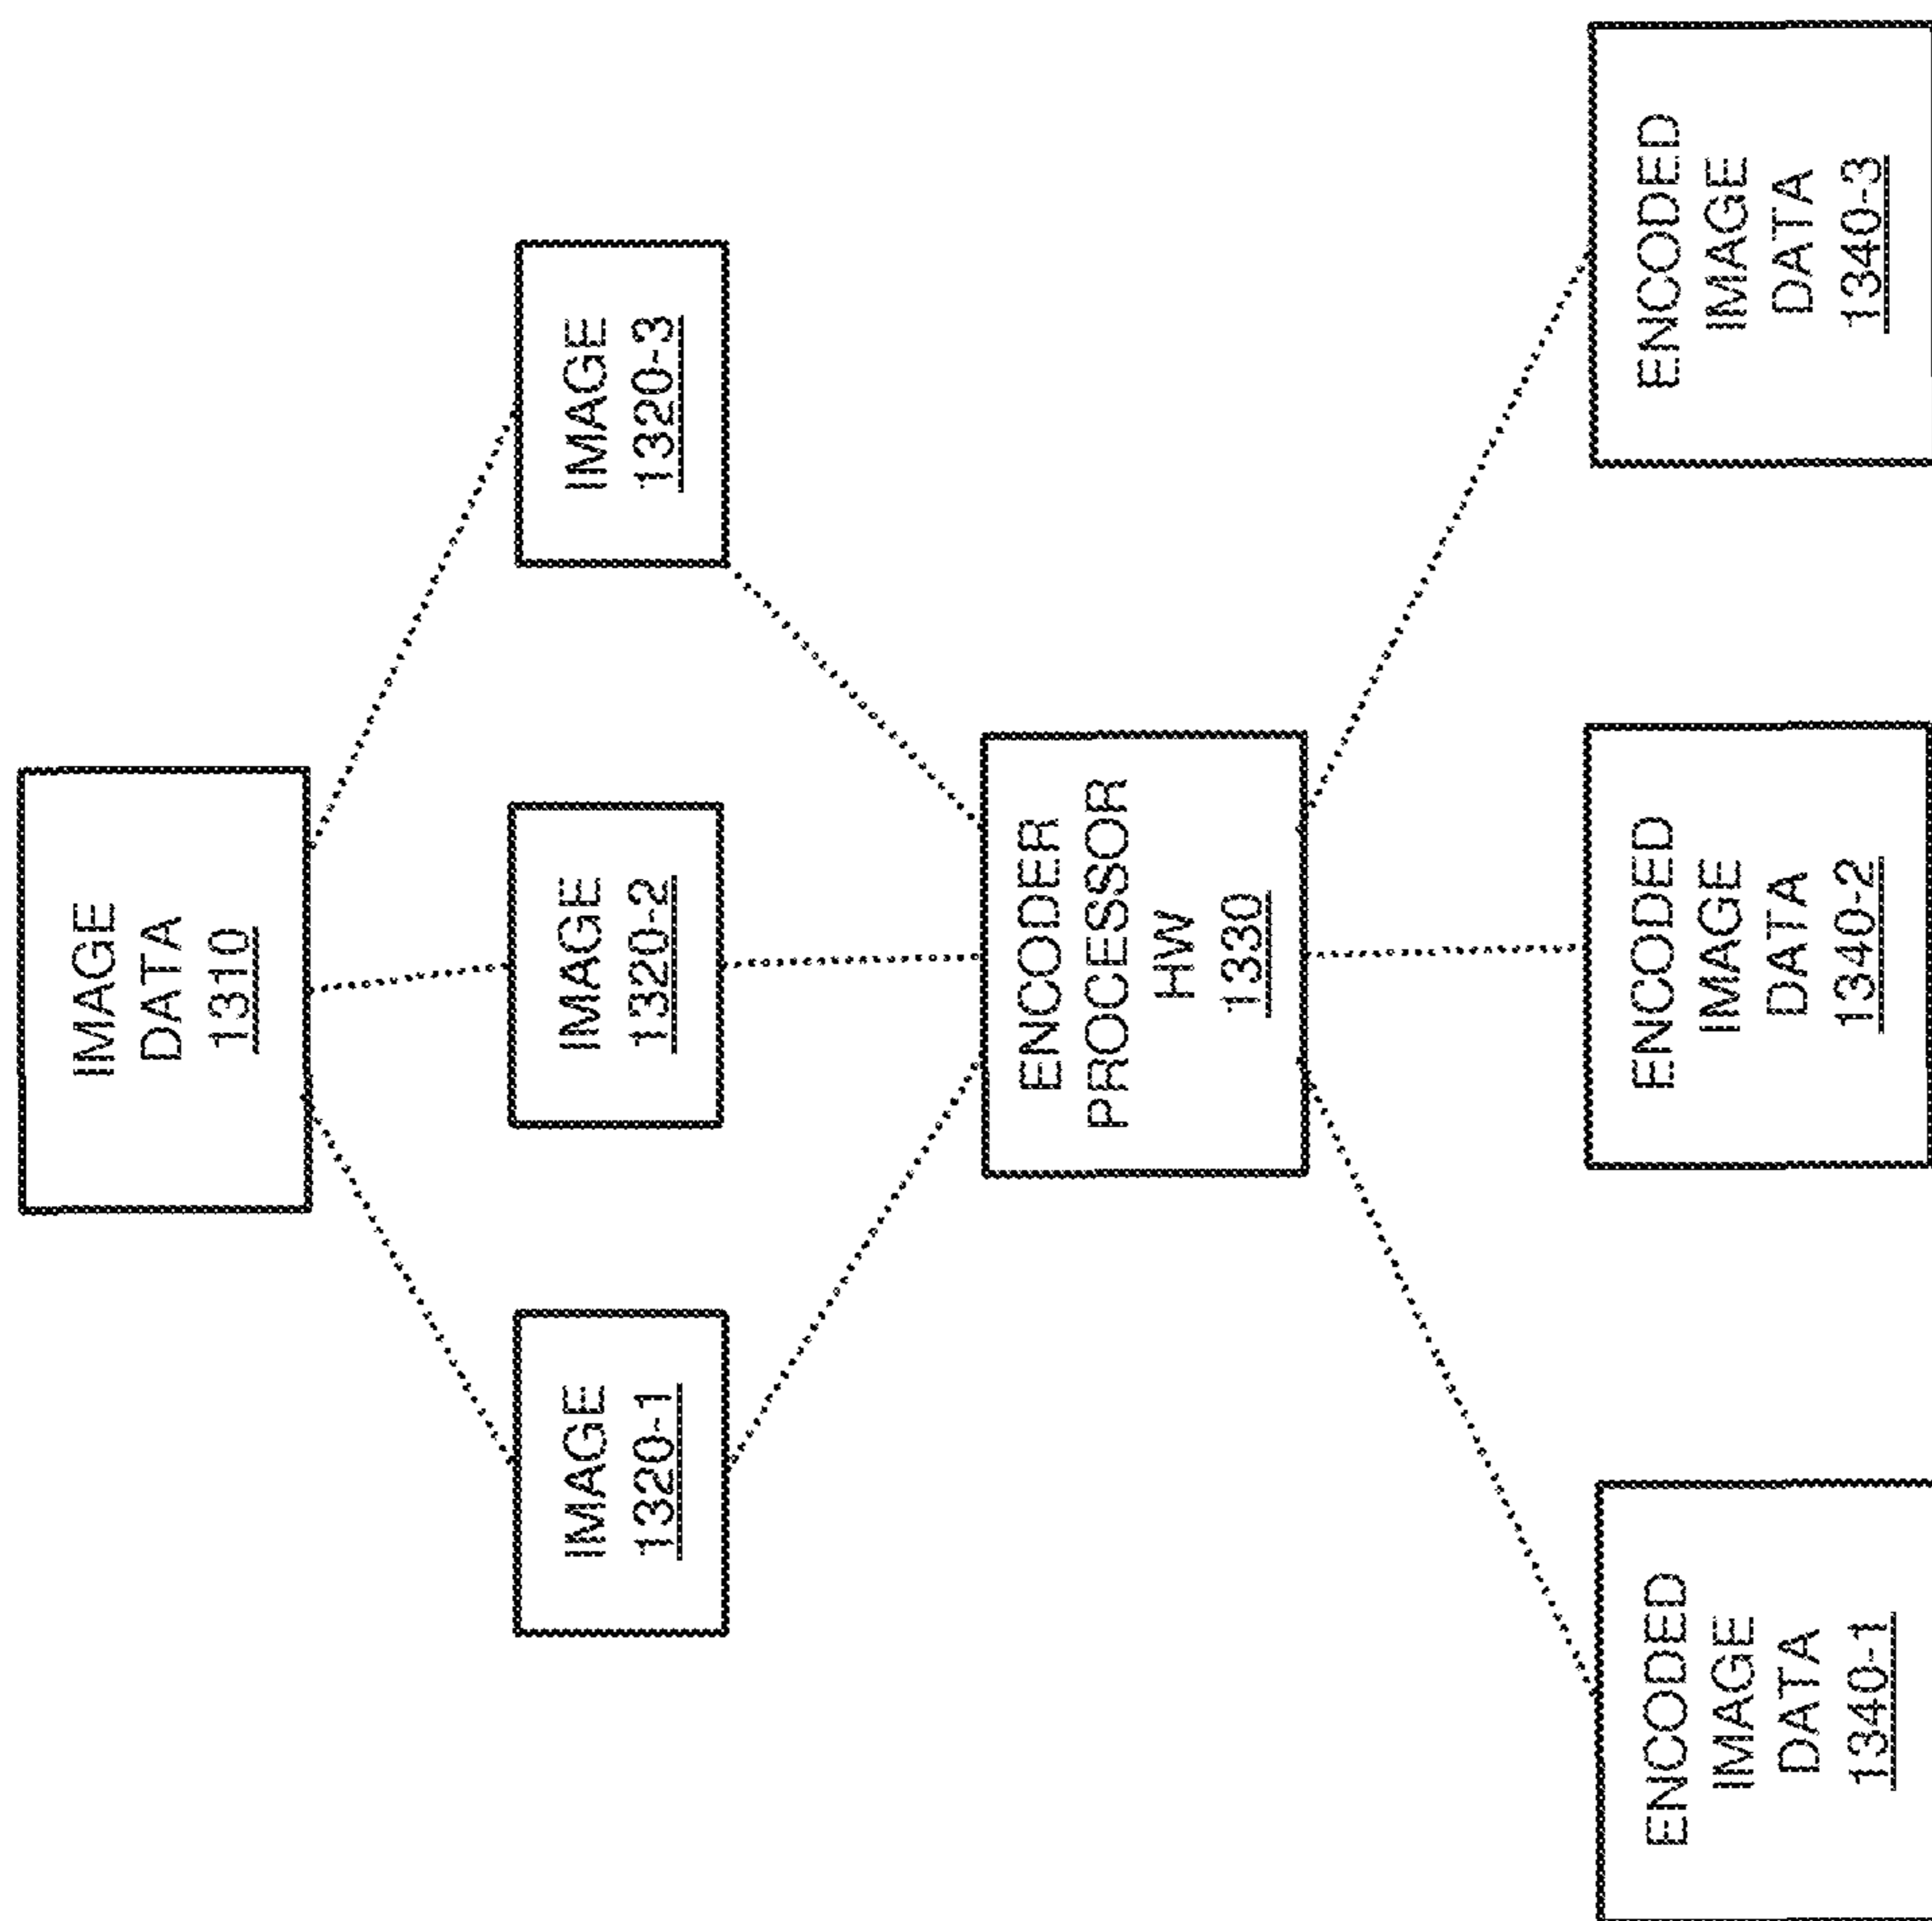 IMAGE
DATA
1310
IMAGE
1320-1
IMAGE
1320-2
IMAGE
1320-3
ENCODER
PROCESSOR
HW
1330
ENCODED
IMAGE
DATA
1340-1
ENCODED
IMAGE
DATA
1340-2
ENCODED
IMAGE
DATA
1340-3